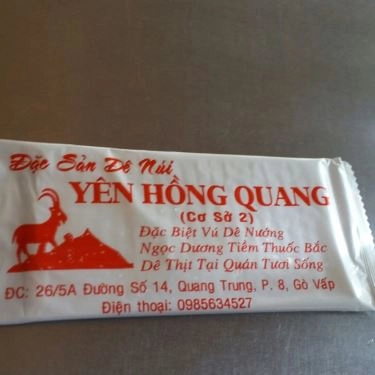 Đặc Sản Dê Núi
YÊN HỒNG QUANG
(Cơ Sở 2)
Đặc Biệt Vú Dê Nướng
Ngọc Dương Tiềm Thuốc Bắc
Dê Thịt Tại Quán Tươi Sống
ĐC: 26/5A Đường Số 14, Quang Trung, P. 8, Gò Vấp
Điện thoại: 0985634527